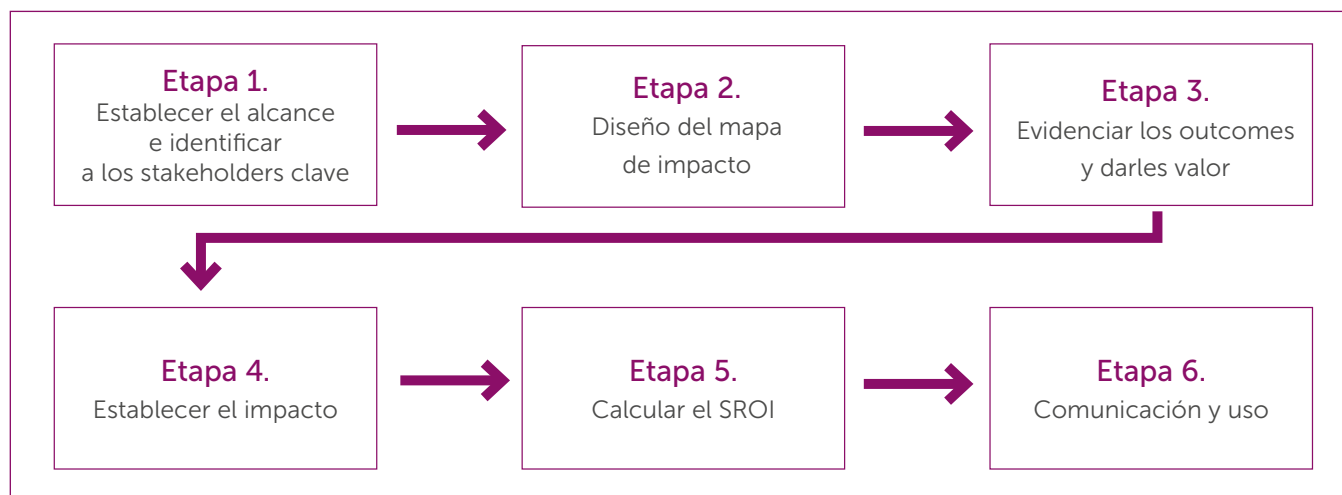 Etapa 1.
Establecer el alcance
e identificar
a los stakeholders clave
Etapa 2.
Diseño del mapa
de impacto
Etapa 3.
Evidenciar los outcomes
y darles valor
Etapa 4.
Establecer el impacto
Etapa 5.
Calcular el SROI
Etapa 6.
Comunicación y uso